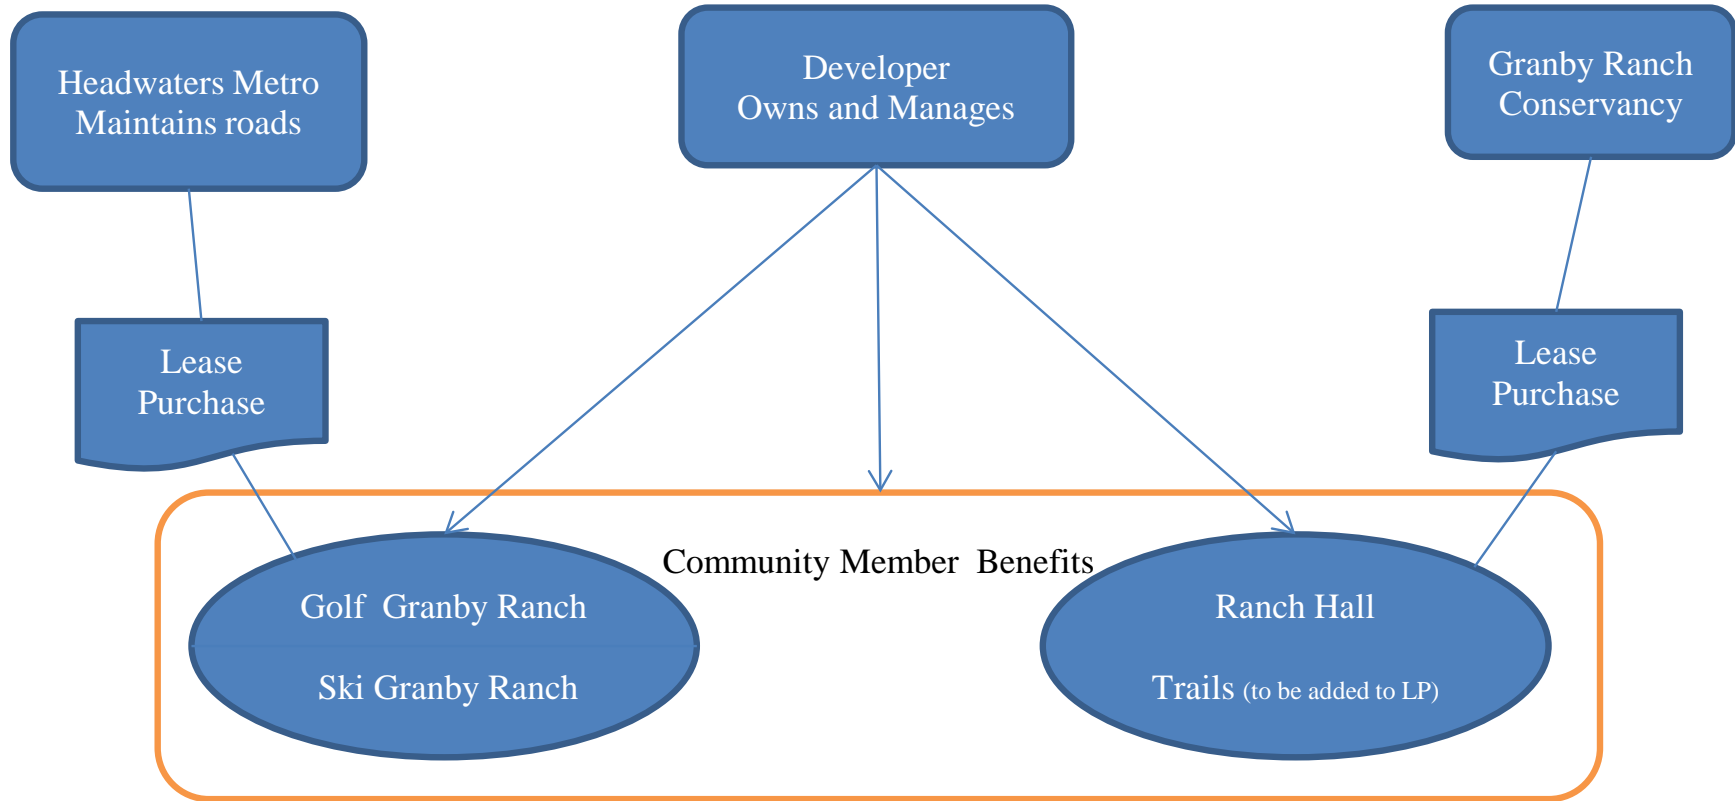 Headwaters Metro
Maintains roads
Developer
Owns and Manages
Granby Ranch
Conservancy
Lease
Purchase
Lease
Purchase
Community Member  Benefits
Golf  Granby Ranch
Ski Granby Ranch
Ranch Hall
Trails (to be added to LP)